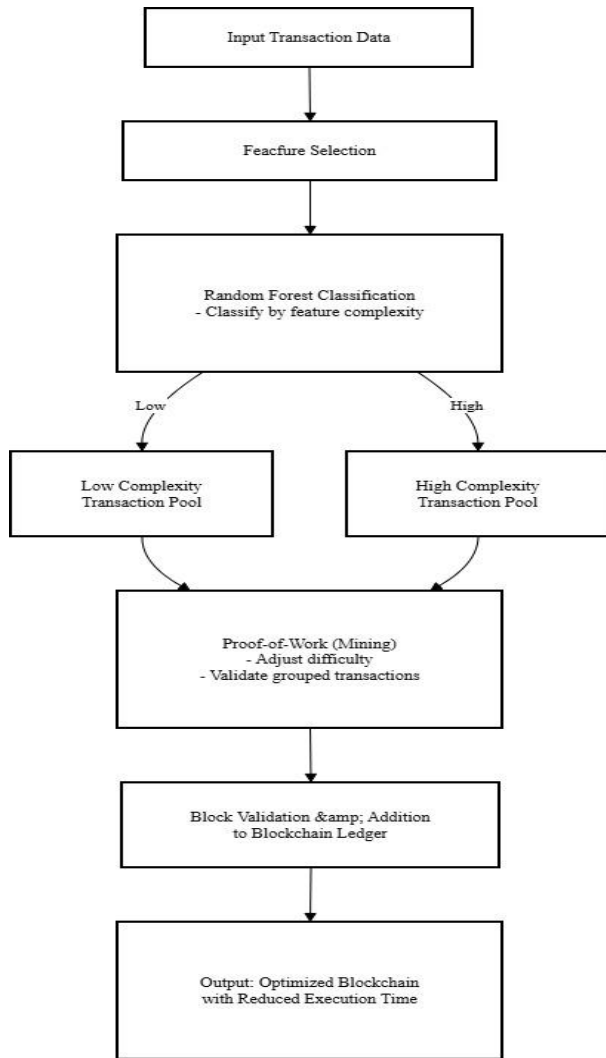 Input Transaction Data
Feacfure Selection
Random Forest Classification
- Classify by feature complexity
Low
High
Low Complexity
Transaction Pool
High Complexity
Transaction Pool
Proof-of-Work (Mining)
- Adjust difficulty
- Validate grouped transactions
Block Validation &amp; Addition
to Blockchain Ledger
Output: Optimized Blockchain
with Reduced Execution Time